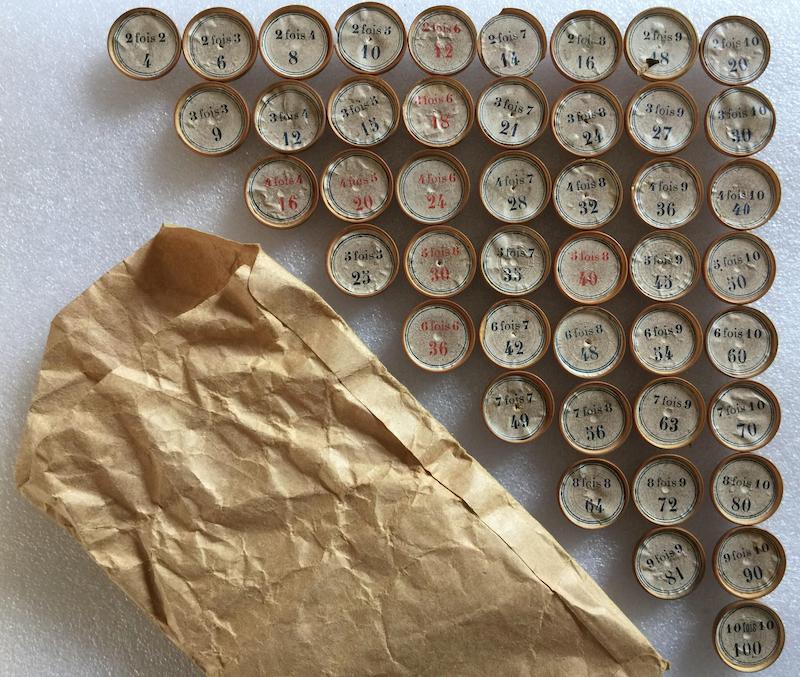 2 fois 2
4
2 fois 3
6
2 fois 4
8
2 fois 5
10
2 fois 6
12
2 fois 7
14
2 fois 8
16
2 fois 9
18
2 fois 10
20
3 fois 3
9
3 fois 4
12
3 fois 5
15
3 fois 6
18
3 fois 7
21
3 fois 8
24
3 fois 9
27
3 fois 10
30
4 fois 4
16
4 fois 5
20
4 fois 6
24
4 fois 7
28
4 fois 8
32
4 fois 9
36
4 fois 10
40
5 fois 5
25
5 fois 6
30
5 fois 7
35
5 fois 8
40
5 fois 9
45
5 fois 10
50
6 fois 6
36
6 fois 7
42
6 fois 8
48
6 fois 9
54
6 fois 10
60
7 fois 7
49
7 fois 8
56
7 fois 9
63
7 fois 10
70
8 fois 8
64
8 fois 9
72
8 fois 10
80
9 fois 9
81
9 fois 10
90
10 fois 10
100